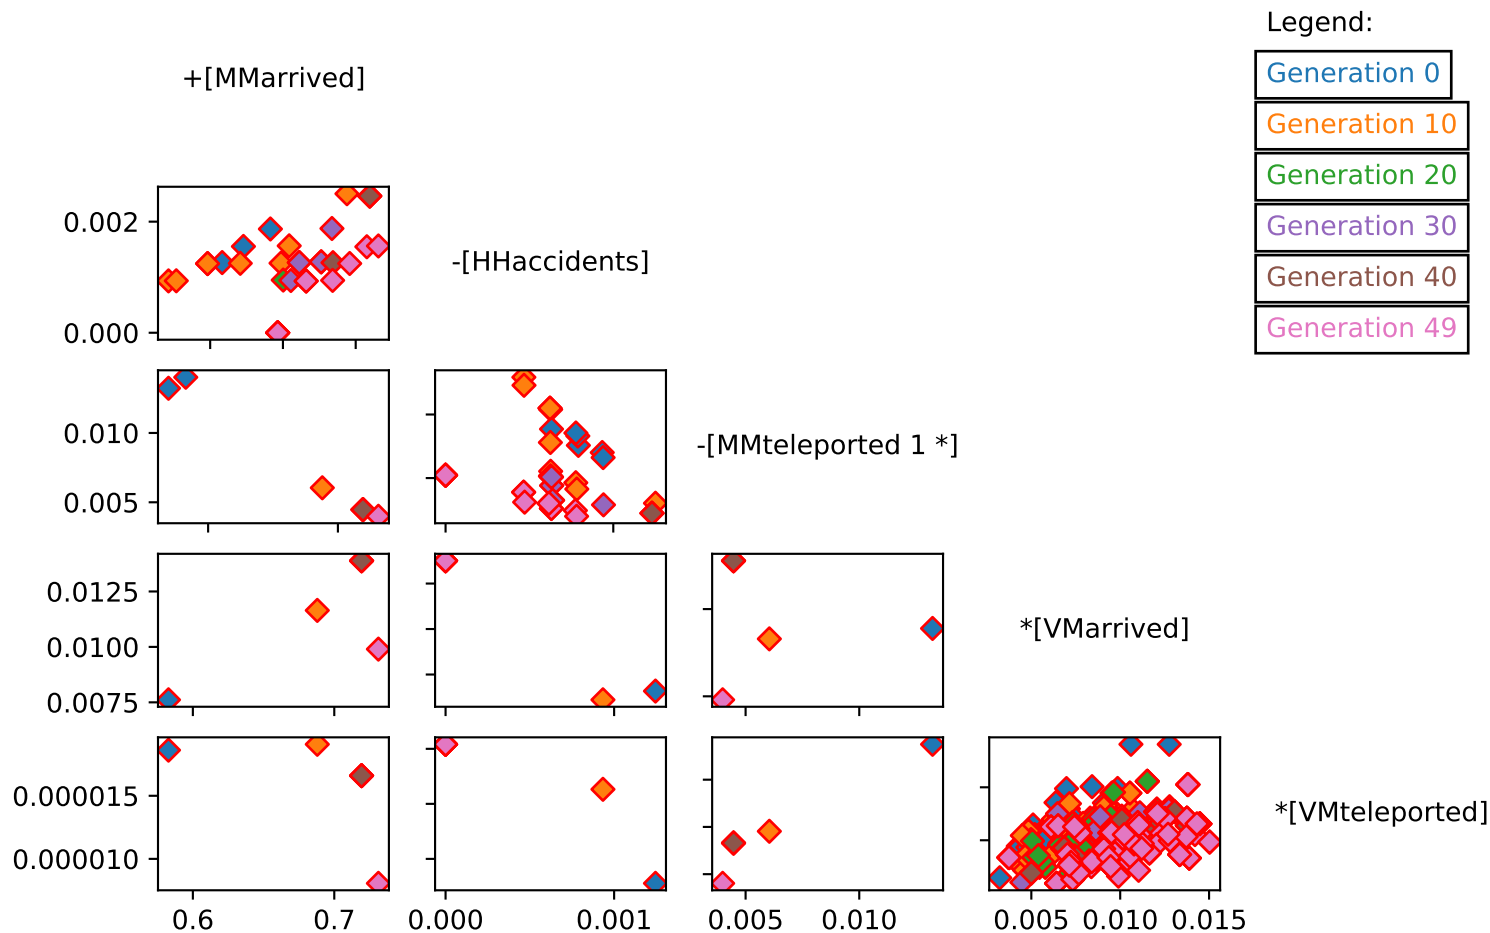 Legend:
Generation 0
Generation 10
Generation 20
Generation 30
Generation 40
Generation 49
+[MMarrived]
0.002
0.000
-[HHaccidents]
0.010
0.005
-[MMteleported 1 *]
0.0125
0.0100
0.0075
*[VMarrived]
0.000015
0.000010
*[VMteleported]
0.6 0.7 0.000 0.001 0.005 0.010 0.005 0.010 0.015